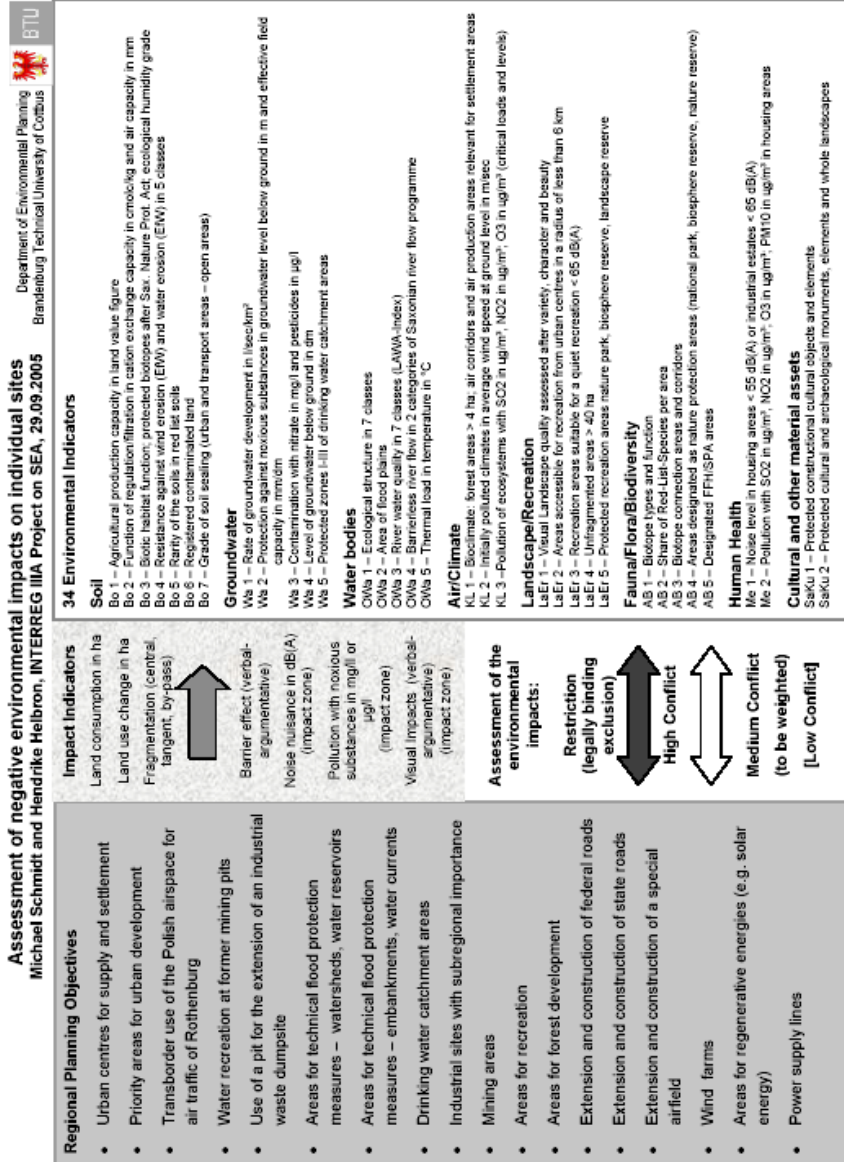 Assessment of negative environmental impacts on individual sites
Michael Schmidt and Hendrike Helbron, INTERREG IIIA Project on SEA, 29.09.2005
Department of Environmental Planning
Brandenburg Technical University of Cottbus
BTU
Regional Planning Objectives
• Urban centres for supply and settlement
• Priority areas for urban development
• Transborder use of the Polish airspace for
air traffic of Rothenburg
• Water recreation at former mining pits
• Use of a pit for the extension of an industrial
waste dumpsite
• Areas for technical flood protection
measures – watersheds, water reservoirs
• Areas for technical flood protection
measures – embankments, water currents
• Drinking water catchment areas
• Industrial sites with subregional importance
• Mining areas
• Areas for recreation
• Areas for forest development
• Extension and construction of federal roads
• Extension and construction of state roads
• Extension and construction of a special
airfield
• Wind farms
• Areas for regenerative energies (e.g. solar
energy)
• Power supply lines
Impact Indicators
Land consumption in ha
Land use change in ha
Fragmentation (central,
tangent, by-pass)
Barrier effect (verbal-
argumentative)
Noise nuisance in dB(A)
(impact zone)
Pollution with noxious
substances in mg/l or
µg/l
(impact zone)
Visual Impacts (verbal-
argumentative)
(impact zone)
Assessment of the
environmental
impacts:
Restriction
(legally binding
exclusion)
High Conflict
Medium Conflict
(to be weighted)
[Low Conflict]
34 Environmental Indicators
Soil
Bo 1 – Agricultural production capacity in land value figure
Bo 2 – Function of regulation/filtration in cation exchange capacity in cmolc/kg and air capacity in mm
Bo 3 – Biotic habitat function; protected biotopes after Sax. Nature Prot. Act; ecological humidity grade
Bo 4 – Resistance against wind erosion (EfW) and water erosion (EfW) in 5 classes
Bo 5 – Rarity of the soils in red list soils
Bo 6 – Registered contaminated land
Bo 7 – Grade of soil sealing (urban and transport areas – open areas)
Groundwater
Wa 1 – Rate of groundwater development in l/sec/km²
Wa 2 – Protection against noxious substances in groundwater level below ground in m and effective field
capacity in mm/dm
Wa 3 - Contamination with nitrate in mg/l and pesticides in µg/l
Wa 4 – Level of groundwater below ground in dm
Wa 5 – Protected zones I-III of drinking water catchment areas
Water bodies
OWa 1 – Ecological structure in 7 classes
OWa 2 – Area of flood plains
OWa 3 – River water quality in 7 classes (LAWA-Index)
OWa 4 – Barrierless river flow in 2 categories of Saxonian river flow programme
OWa 5 – Thermal load in temperature in °C
Air/Climate
KL 1 – Bioclimate: forest areas > 4 ha; air corridors and air production areas relevant for settlement areas
KL 2 – Initially polluted climates in average wind speed at ground level in m/sec
KL 3 –Pollution of ecosystems with SO2 in ug/m³, NO2 in ug/m³; O3 in ug/m³ (critical loads and levels)
Landscape/Recreation
LaEr 1 – Visual Landscape quality assessed after variety, character and beauty
LaEr 2 – Areas accessible for recreation from urban centres in a radius of less than 6 km
LaEr 3 – Recreation areas suitable for a quiet recreation < 65 dB(A)
LaEr 4 – Unfragmented areas > 40 ha
LaEr 5 – Protected recreation areas nature park, biosphere reserve, landscape reserve
Fauna/Flora/Biodiversity
AB 1 – Biotope types and function
AB 2 – Share of Red-List-Species per area
AB 3 – Biotope connection areas and corridors
AB 4 – Areas designated as nature protection areas (national park, biosphere reserve, nature reserve)
AB 5 – Designated FFH/SPA areas
Human Health
Me 1 – Noise level in housing areas < 55 dB(A) or industrial estates < 65 dB(A)
Me 2 – Pollution with SO2 in ug/m³, NO2 in ug/m³; O3 in ug/m³; PM10 in ug/m³ in housing areas
Cultural and other material assets
SaKu 1 – Protected constructional cultural objects and elements
SaKu 2 – Protected cultural and archaeological monuments, elements and whole landscapes